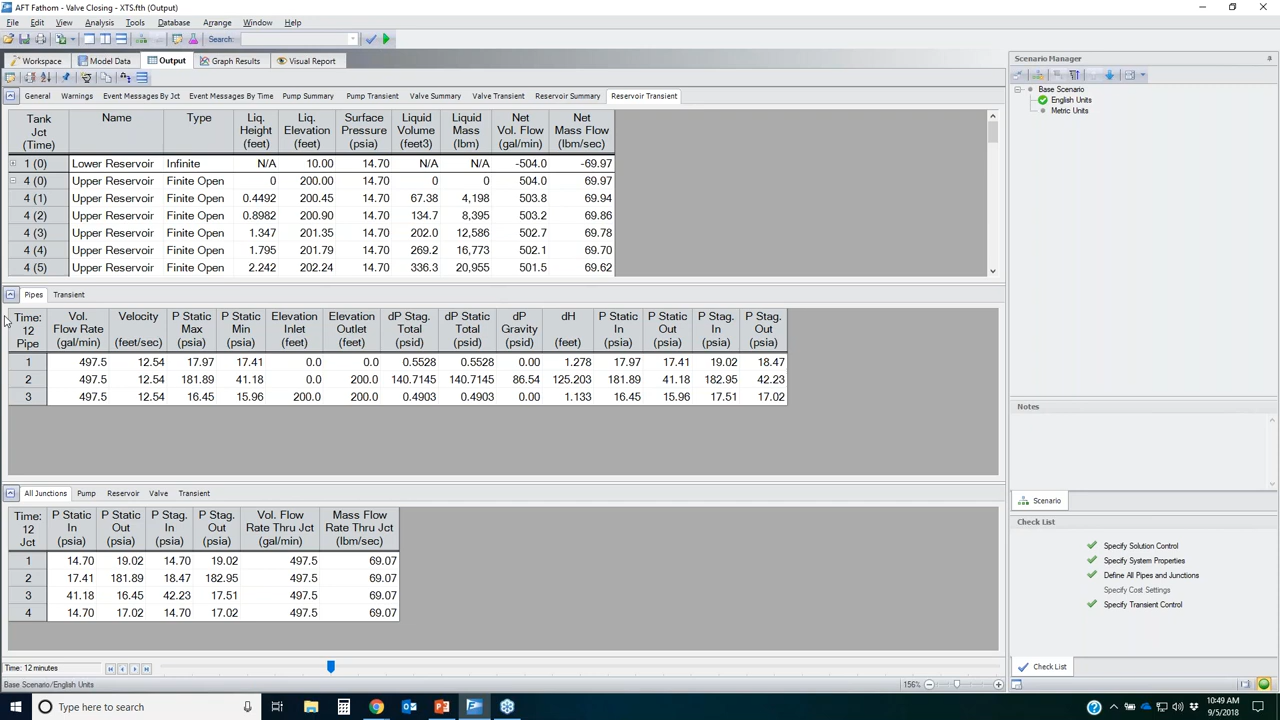 AFT Fathom - Valve Closing - XTS.fth (Output)
File Edit View Analysis Tools Database Arrange Window Help
Search:
Workspace Model Data Output Graph Results Visual Report
General Warnings Event Messages By Jct Event Messages By Time Pump Summary Pump Transient Valve Summary Valve Transient Reservoir Summary Reservoir Transient
Tank Jct (Time) Name Type Liq. Height (feet) Liq. Elevation (feet) Surface Pressure (psia) Liquid Volume (feet3) Liquid Mass (lbm) Net Vol. Flow (gal/min) Net Mass Flow (lbm/sec)
1 (0) Lower Reservoir Infinite N/A 10.00 14.70 N/A N/A -504.0 -69.97
4 (0) Upper Reservoir Finite Open 0 200.00 14.70 0 0 504.0 69.97
4 (1) Upper Reservoir Finite Open 0.4492 200.45 14.70 67.38 4,198 503.8 69.94
4 (2) Upper Reservoir Finite Open 0.8982 200.90 14.70 134.7 8,395 503.2 69.86
4 (3) Upper Reservoir Finite Open 1.347 201.35 14.70 202.0 12,586 502.7 69.78
4 (4) Upper Reservoir Finite Open 1.795 201.79 14.70 269.2 16,773 502.1 69.70
4 (5) Upper Reservoir Finite Open 2.242 202.24 14.70 336.3 20,955 501.5 69.62
Pipes Transient
Time: 12 Pipe Vol. Flow Rate (gal/min) Velocity (feet/sec) P Static Max (psia) P Static Min (psia) Elevation Inlet (feet) Elevation Outlet (feet) dP Stag. Total (psid) dP Static Total (psid) dP Gravity (psid) dH (feet) P Static In (psia) P Static Out (psia) P Stag. In (psia) P Stag. Out (psia)
1 497.5 12.54 17.97 17.41 0.0 0.0 0.5528 0.5528 0.00 1.278 17.97 17.41 19.02 18.47
2 497.5 12.54 181.89 41.18 0.0 200.0 140.7145 140.7145 86.54 125.203 181.89 41.18 182.95 42.23
3 497.5 12.54 16.45 15.96 200.0 200.0 0.4903 0.4903 0.00 1.133 16.45 15.96 17.51 17.02
All Junctions Pump Reservoir Valve Transient
Time: 12 Jct P Static In (psia) P Static Out (psia) P Stag. In (psia) P Stag. Out (psia) Vol. Flow Rate Thru Jct (gal/min) Mass Flow Rate Thru Jct (lbm/sec)
1 14.70 19.02 14.70 19.02 497.5 69.07
2 17.41 181.89 18.47 182.95 497.5 69.07
3 41.18 16.45 42.23 17.51 497.5 69.07
4 14.70 17.02 14.70 17.02 497.5 69.07
Time: 12 minutes
Base Scenario/English Units
156%
Scenario Manager
Base Scenario
English Units
Metric Units
Notes
Scenario
Check List
Specify Solution Control
Specify System Properties
Define All Pipes and Junctions
Specify Cost Settings
Specify Transient Control
Check List
Type here to search
10:49 AM
9/5/2018